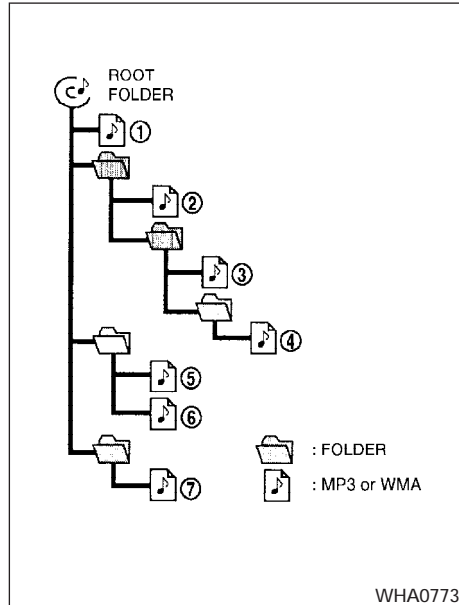 ROOT
FOLDER
①
②
③
④
⑤
⑥
⑦
: FOLDER
: MP3 or WMA
WHA0773